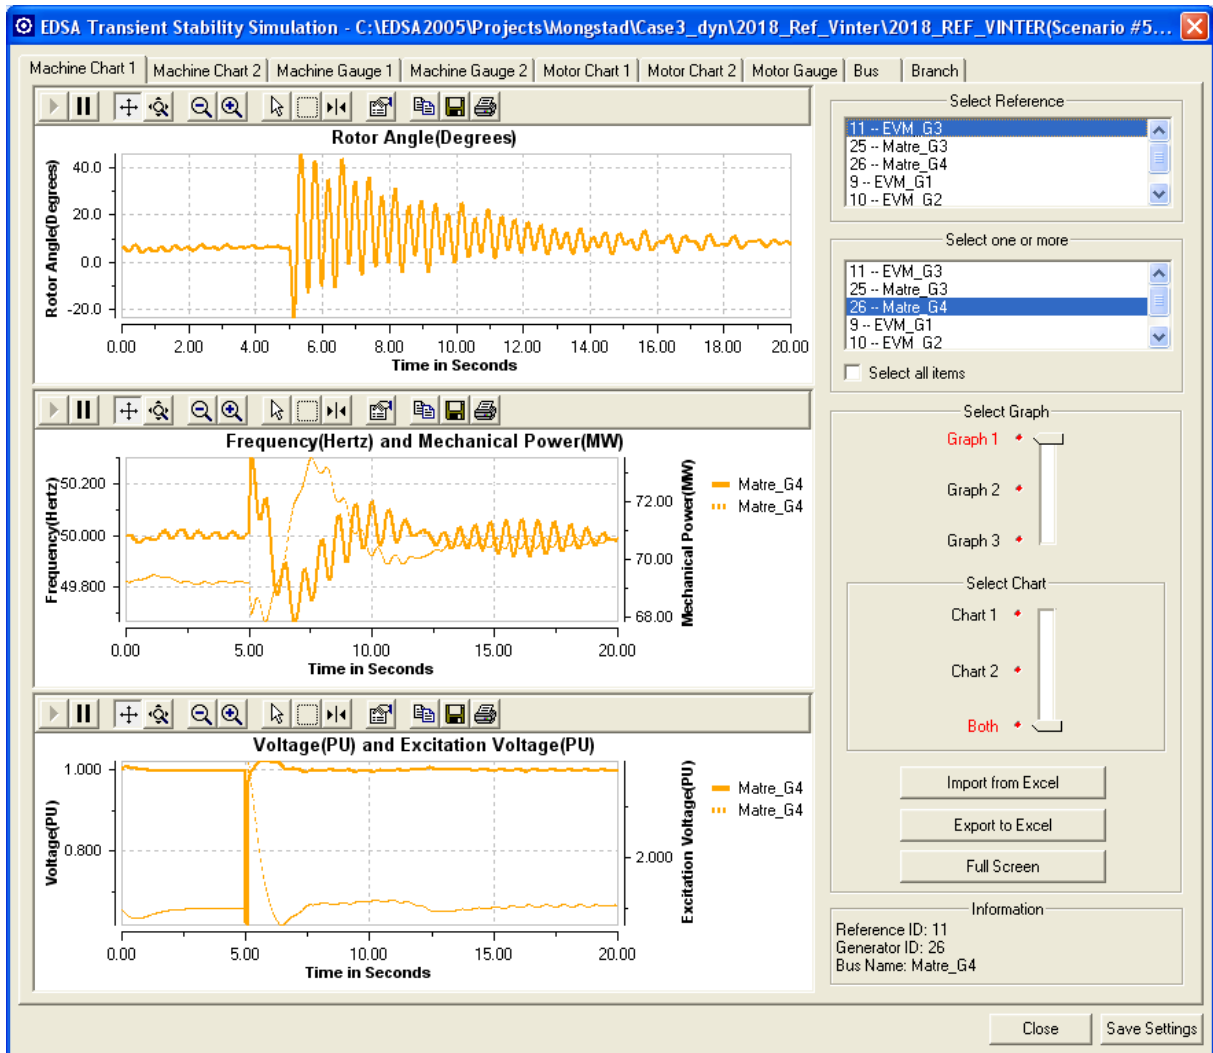 EDSA Transient Stability Simulation - C:\EDSA2005\Projects\Mongstad\Case3_dyn\2018_Ref_Vinter\2018_REF_VINTER(Scenario #5...
Machine Chart 1 Machine Chart 2 Machine Gauge 1 Machine Gauge 2 Motor Chart 1 Motor Chart 2 Motor Gauge Bus Branch
Rotor Angle(Degrees)
Rotor Angle(Degrees)
40.0
20.0
0.0
-20.0
0.00 2.00 4.00 6.00 8.00 10.00 12.00 14.00 16.00 18.00 20.00
Time in Seconds
Frequency(Hertz) and Mechanical Power(MW)
Frequency(Hertz)
50.200
50.000
49.800
72.00
70.00
68.00
Mechanical Power(MW)
Matre_G4
Matre_G4
0.00 5.00 10.00 15.00 20.00
Time in Seconds
Voltage(PU) and Excitation Voltage(PU)
Voltage(PU)
1.000
0.800
2.000
Excitation Voltage(PU)
Matre_G4
Matre_G4
0.00 5.00 10.00 15.00 20.00
Time in Seconds
Select Reference
11 -- EVM_G3
25 -- Matre_G3
26 -- Matre_G4
9 -- EVM_G1
10 -- EVM_G2
Select one or more
11 -- EVM_G3
25 -- Matre_G3
26 -- Matre_G4
9 -- EVM_G1
10 -- EVM_G2
Select all items
Select Graph
Graph 1
Graph 2
Graph 3
Select Chart
Chart 1
Chart 2
Both
Import from Excel
Export to Excel
Full Screen
Information
Reference ID: 11
Generator ID: 26
Bus Name: Matre_G4
Close Save Settings